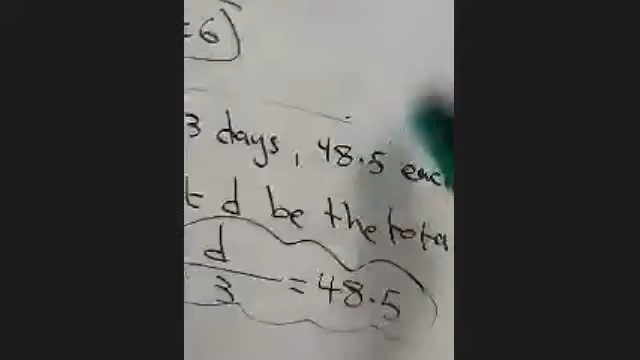 =6
3 days, 48.5 eac
t d be the tota
d
3 = 48.5